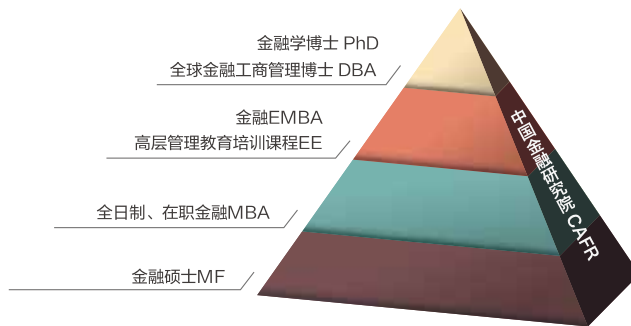 金融学博士 PhD
全球金融工商管理博士 DBA
金融EMBA
高层管理教育培训课程EE
全日制、在职金融MBA
金融硕士MF
中国金融研究院 CAFR